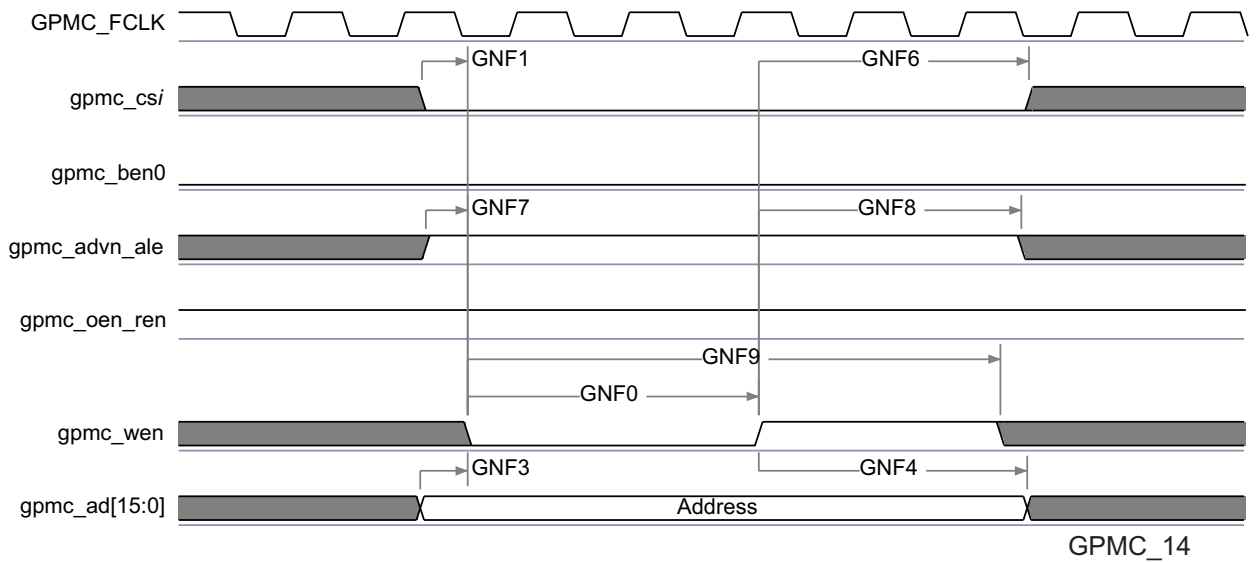 GPMC_FCLK
GNF1 GNF6
gpmc_csi
gpmc_ben0
GNF7 GNF8
gpmc_advn_ale
gpmc_oen_ren
GNF9
GNF0
gpmc_wen
GNF3 GNF4
gpmc_ad[15:0] Address
GPMC_14